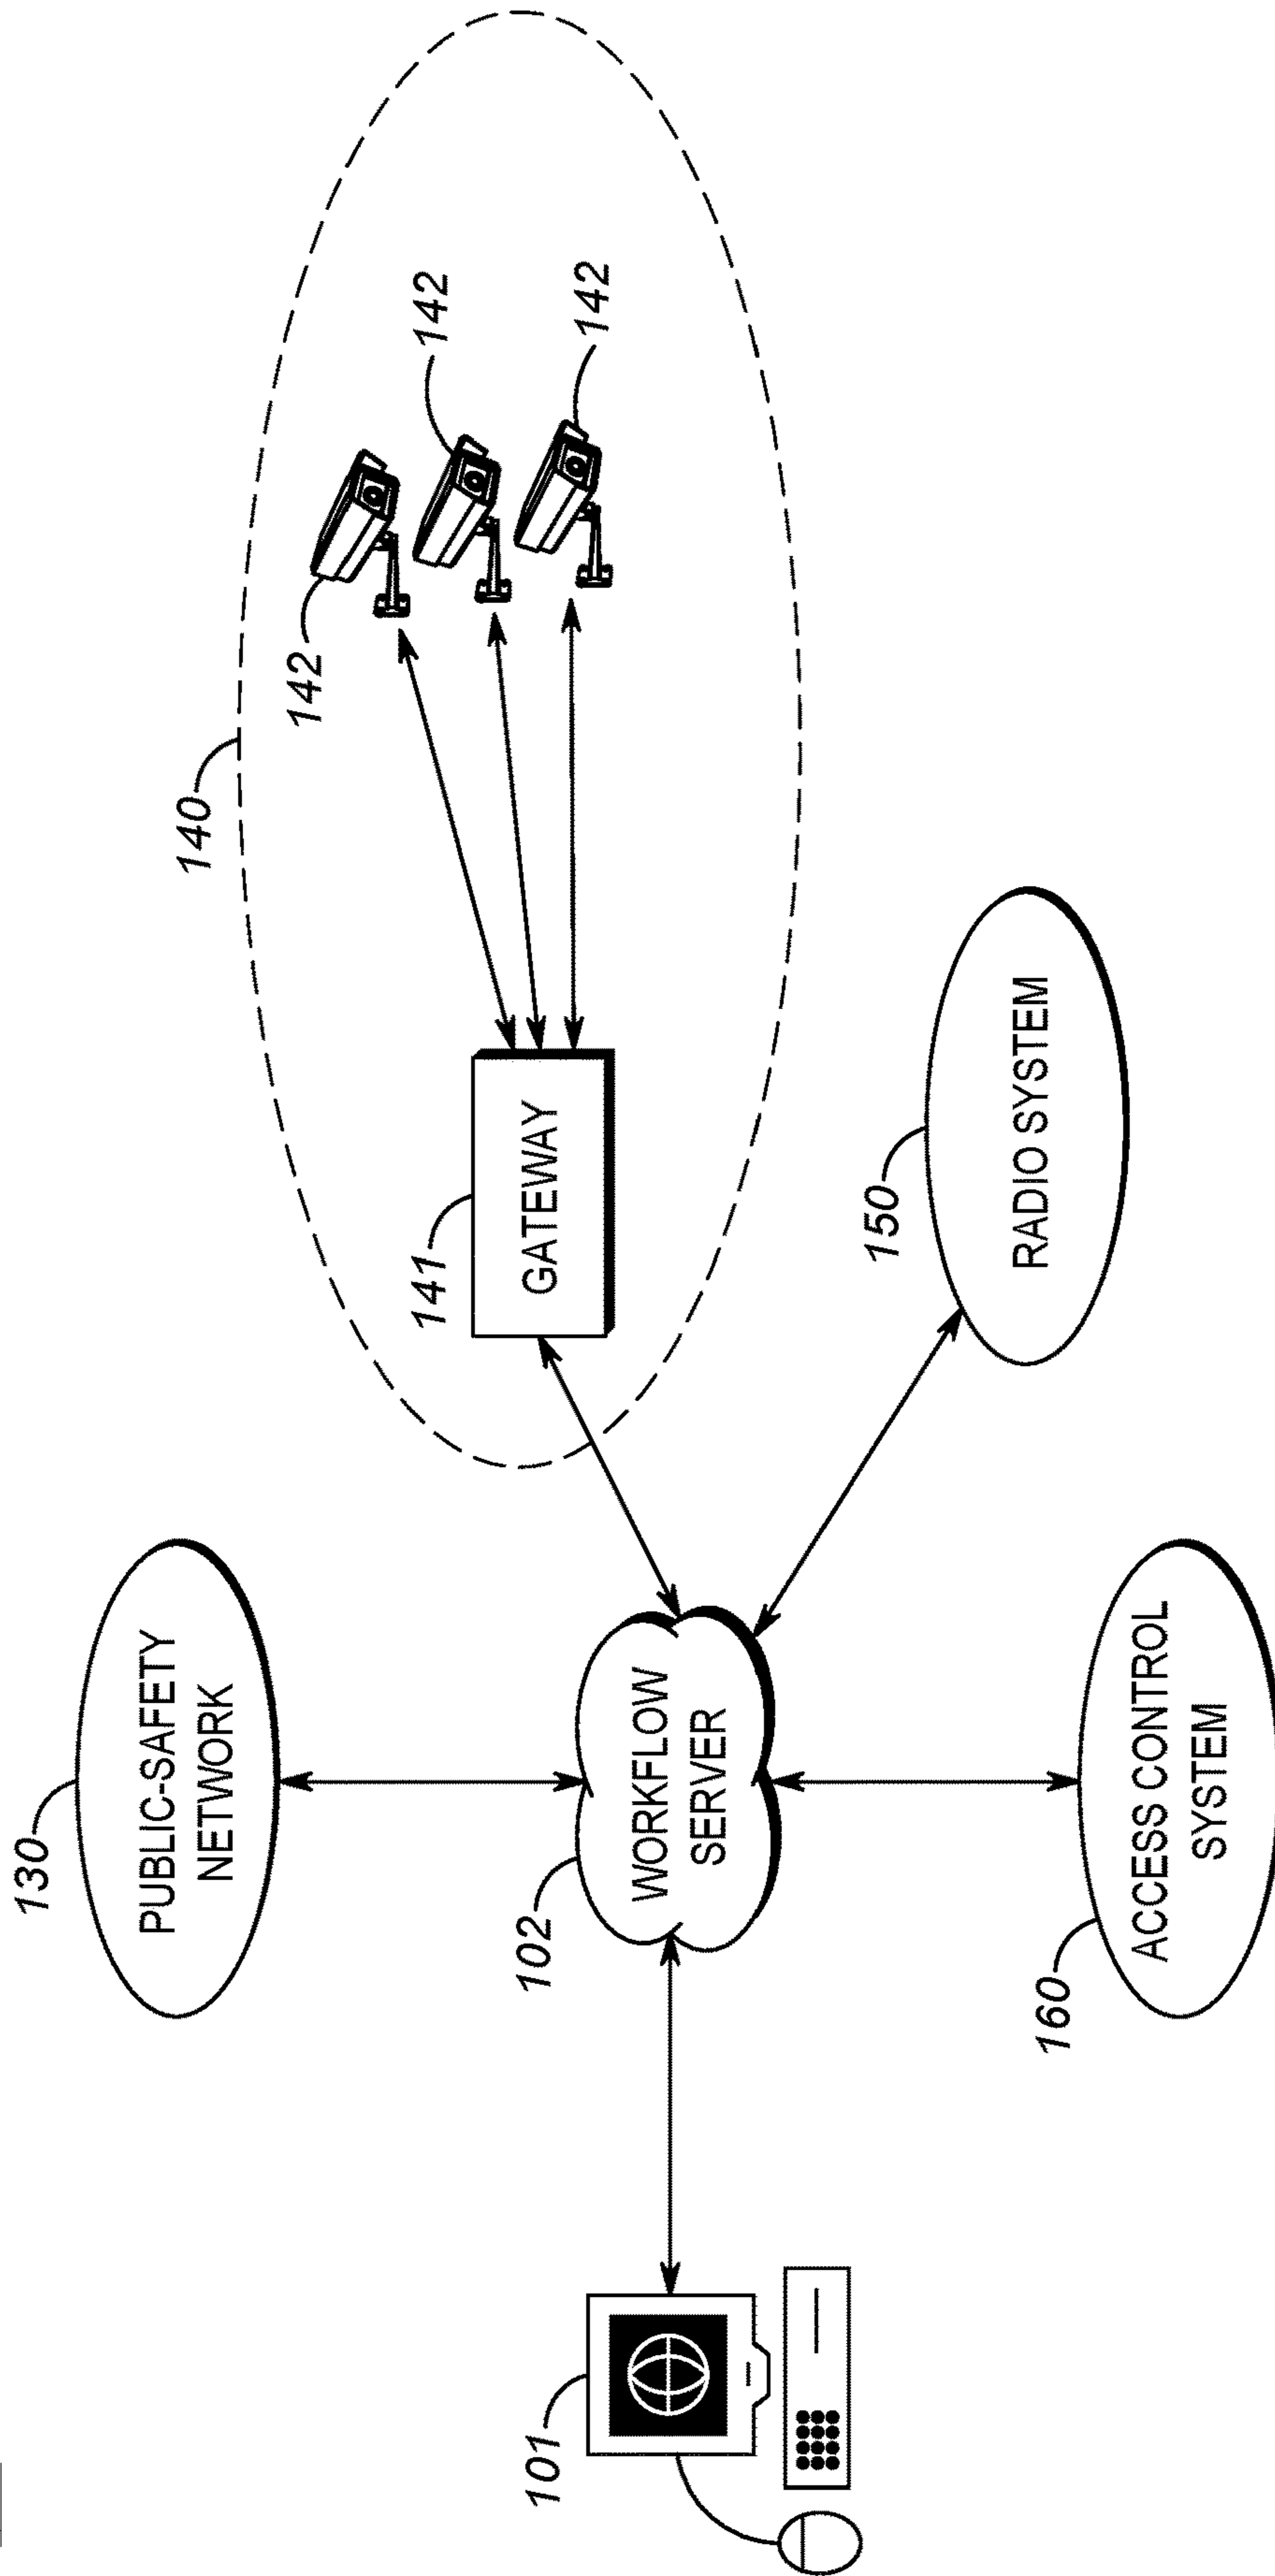 130
PUBLIC-SAFETY
NETWORK
140
142
142
142
141
GATEWAY
101
102
WORKFLOW
SERVER
150
RADIO SYSTEM
160
ACCESS CONTROL
SYSTEM